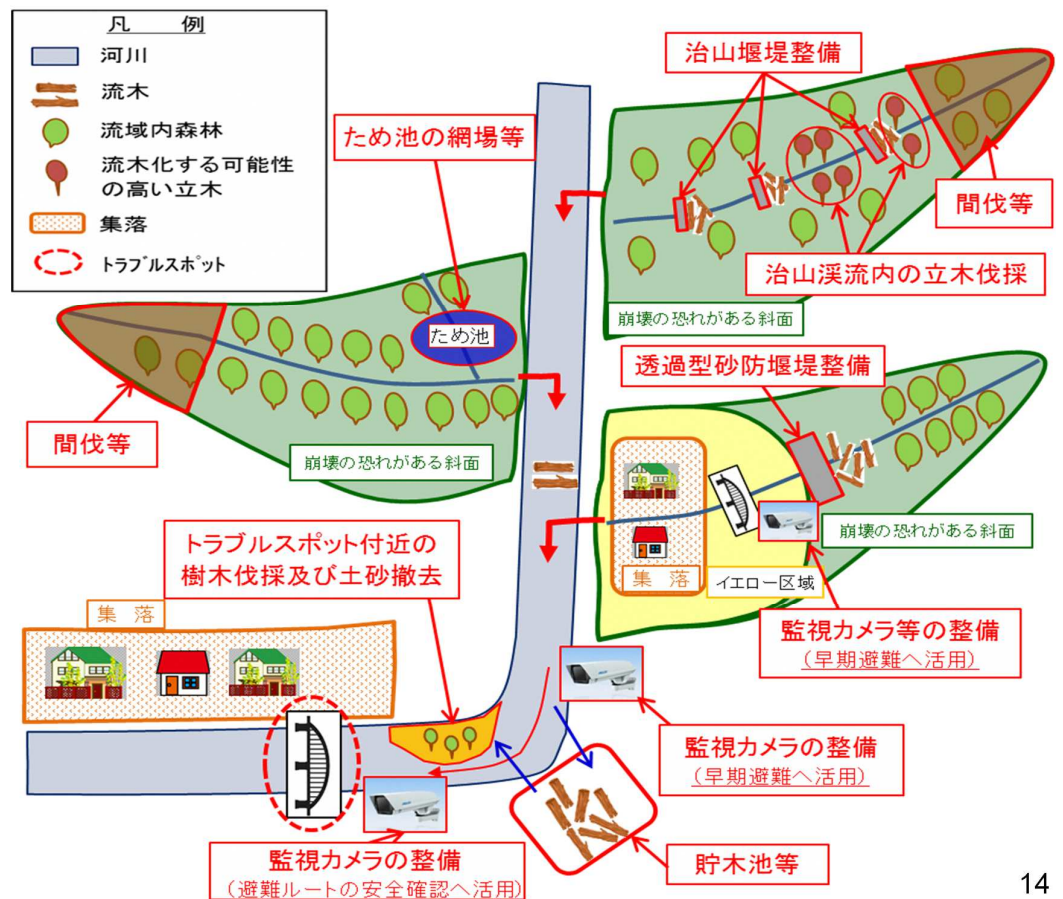 凡　例
河川
流木
流域内森林
流木化する可能性
の高い立木
集落
トラブルスポット
治山堰堤整備
ため池の網場等
間伐等
治山渓流内の立木伐採
崩壊の恐れがある斜面
ため池
透過型砂防堰堤整備
間伐等
崩壊の恐れがある斜面
崩壊の恐れがある斜面
トラブルスポット付近の
樹木伐採及び土砂撤去
集　落
イエロー区域
集　落
監視カメラ等の整備
(早期避難へ活用)
監視カメラの整備
(早期避難へ活用)
監視カメラの整備
(避難ルートの安全確認へ活用)
貯木池等
14